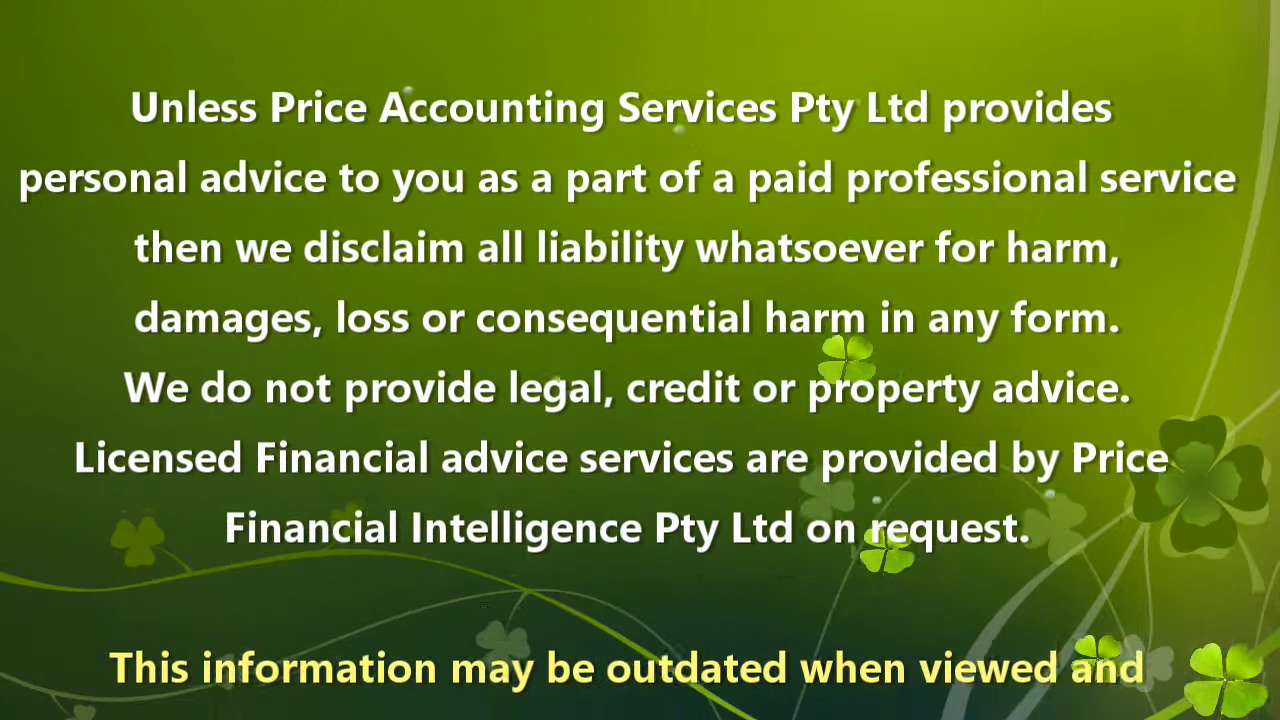 Unless Price Accounting Services Pty Ltd provides
personal advice to you as a part of a paid professional service
then we disclaim all liability whatsoever for harm,
damages, loss or consequential harm in any form.
We do not provide legal, credit or property advice.
Licensed Financial advice services are provided by Price
Financial Intelligence Pty Ltd on request.
This information may be outdated when viewed and